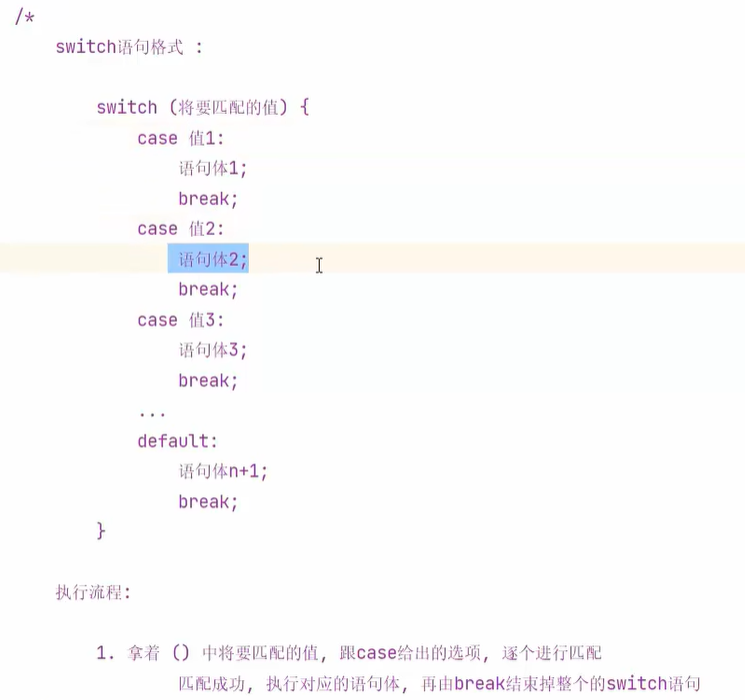 /*
switch语句格式 :
switch (将要匹配的值) {
case 值1:
语句体1;
break;
case 值2:
语句体2;
break;
case 值3:
语句体3;
break;
...
default:
语句体n+1;
break;
}
执行流程:
1. 拿着 () 中将要匹配的值, 跟case给出的选项, 逐个进行匹配
匹配成功, 执行对应的语句体, 再由break结束掉整个的switch语句